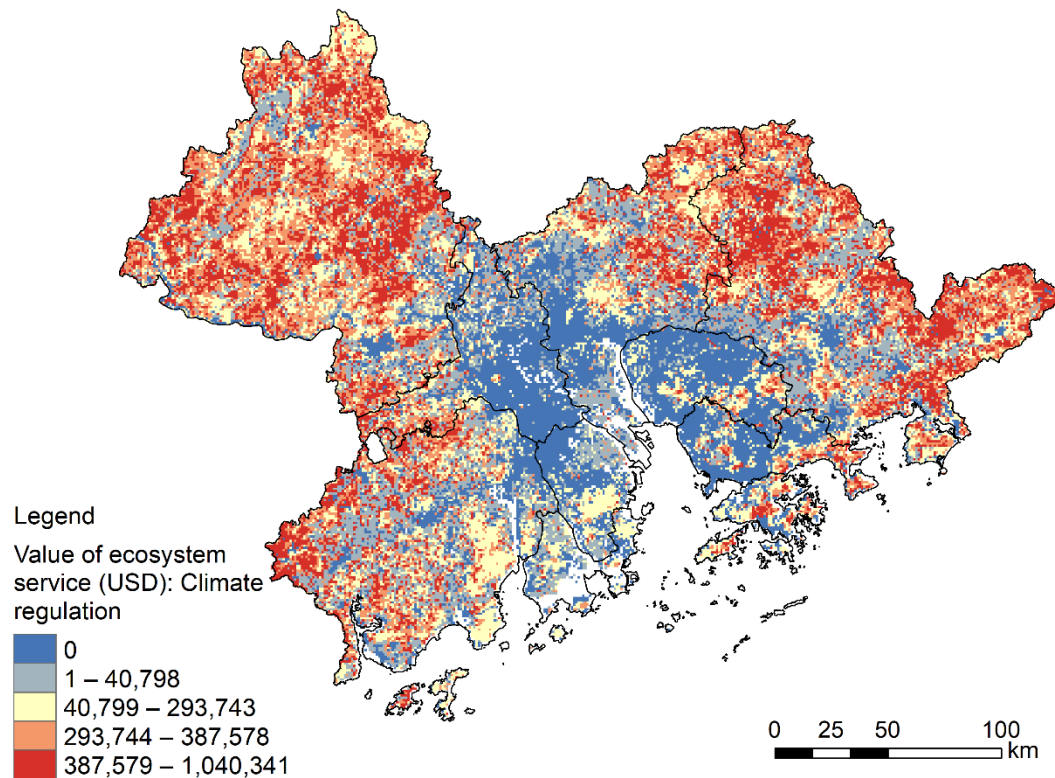 Legend
Value of ecosystem
service (USD): Climate
regulation
0
1 – 40,798
40,799 – 293,743
293,744 – 387,578
387,579 – 1,040,341
0 25 50 100
km